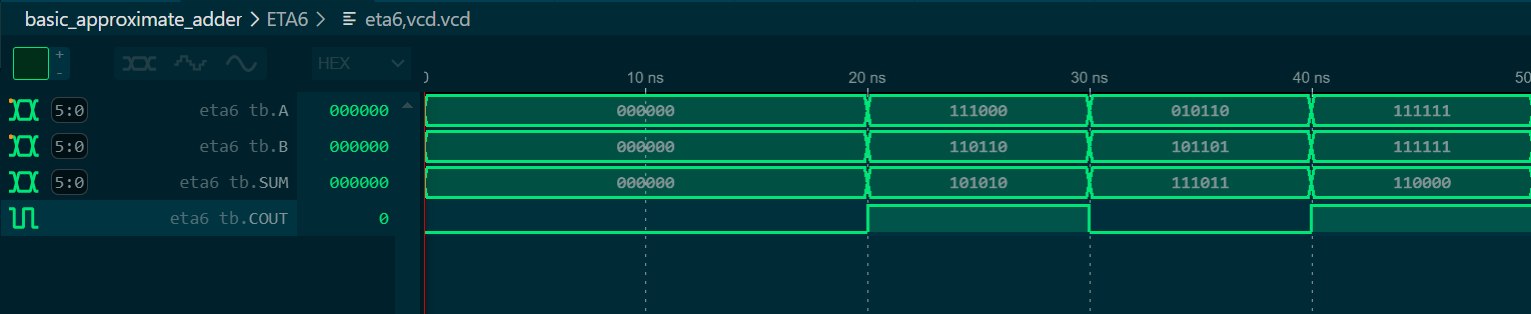 basic_approximate_adder > ETA6 > eta6,vcd.vcd
+
-
HEX
0 10 ns 20 ns 30 ns 40 ns 50
5:0 eta6 tb.A 000000 000000 111000 010110 111111
5:0 eta6 tb.B 000000 000000 110110 101101 111111
5:0 eta6 tb.SUM 000000 000000 101010 111011 110000
eta6 tb.COUT 0